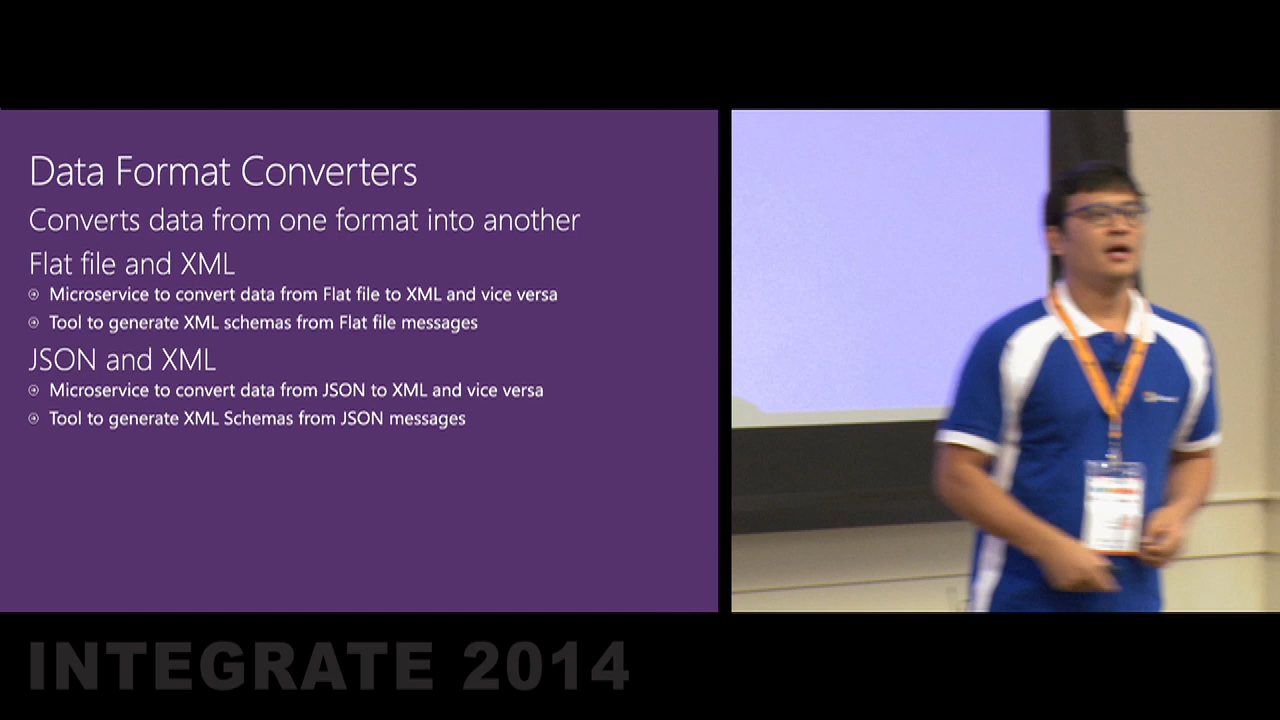 Data Format Converters
Converts data from one format into another
Flat file and XML
Microservice to convert data from Flat file to XML and vice versa
Tool to generate XML schemas from Flat file messages
JSON and XML
Microservice to convert data from JSON to XML and vice versa
Tool to generate XML Schemas from JSON messages
INTEGRATE 2014